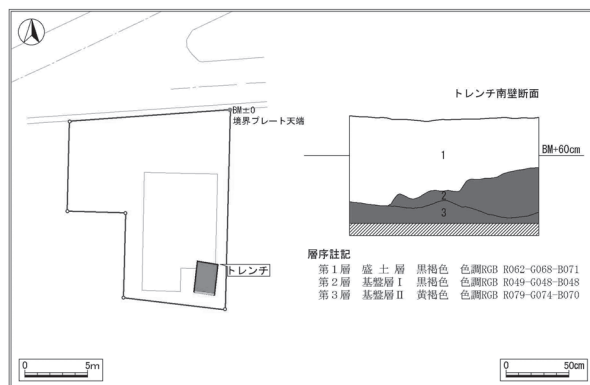 BM±0
境界プレート天端
トレンチ
0 5m
トレンチ南壁断面
1
BM+60cm
2
3
層序註記
第1層 盛土層 黒褐色 色調RGB R062-G068-B071
第2層 基盤層Ⅰ 黒褐色 色調RGB R049-G048-B048
第3層 基盤層Ⅱ 黄褐色 色調RGB R079-G074-B070
0 50cm